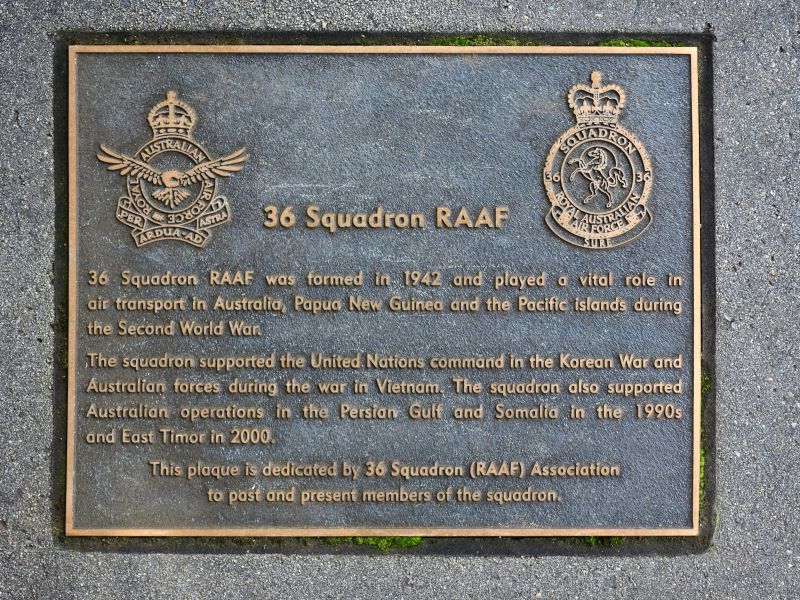 AUSTRALIAN
ROYAL AIR FORCE
PER ARDUA·AD ASTRA
SQUADRON
36 36
ROYAL AUSTRALIAN
AIR FORCE
SURE
36 Squadron RAAF
36 Squadron RAAF was formed in 1942 and played a vital role in
air transport in Australia, Papua New Guinea and the Pacific islands during
the Second World War.
The squadron supported the United Nations command in the Korean War and
Australian forces during the war in Vietnam. The squadron also supported
Australian operations in the Persian Gulf and Somalia in the 1990s
and East Timor in 2000.
This plaque is dedicated by 36 Squadron (RAAF) Association
to past and present members of the squadron.